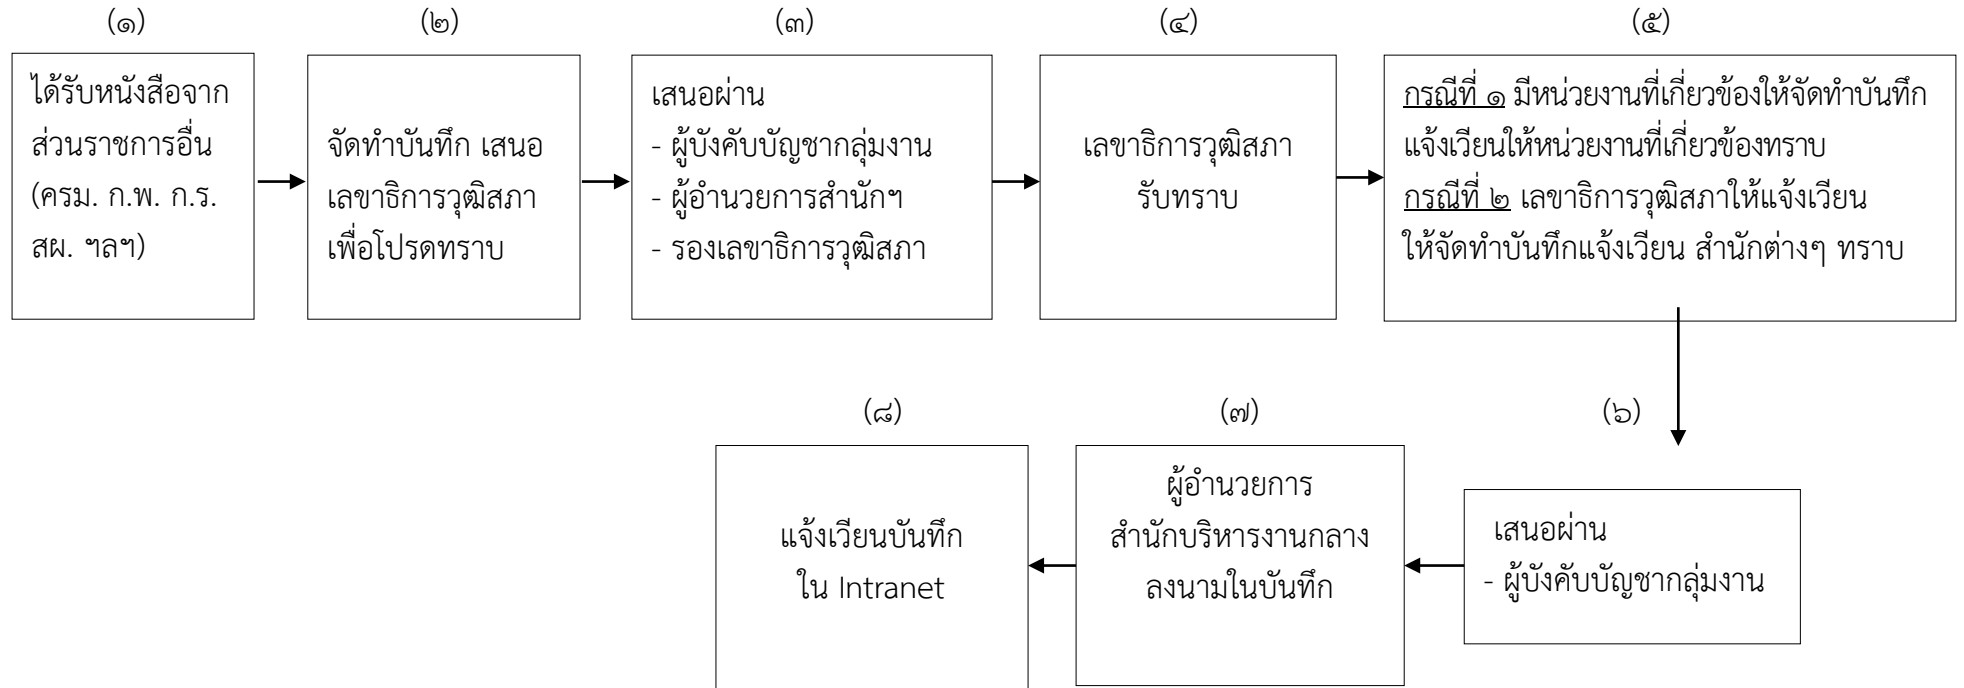 (๑)
ได้รับหนังสือจาก
ส่วนราชการอื่น
(ครม. ก.พ. ก.ร.
สผ. ฯลฯ)
(๒)
จัดทำบันทึก เสนอ
เลขาธิการวุฒิสภา
เพื่อโปรดทราบ
(๓)
เสนอผ่าน
- ผู้บังคับบัญชากลุ่มงาน
- ผู้อำนวยการสำนักฯ
- รองเลขาธิการวุฒิสภา
(๔)
เลขาธิการวุฒิสภา
รับทราบ
(๕)
กรณีที่ ๑ มีหน่วยงานที่เกี่ยวข้องให้จัดทำบันทึก
แจ้งเวียนให้หน่วยงานที่เกี่ยวข้องทราบ
กรณีที่ ๒ เลขาธิการวุฒิสภาให้แจ้งเวียน
ให้จัดทำบันทึกแจ้งเวียน สำนักต่างๆ ทราบ
(๖)
เสนอผ่าน
- ผู้บังคับบัญชากลุ่มงาน
(๗)
ผู้อำนวยการ
สำนักบริหารงานกลาง
ลงนามในบันทึก
(๘)
แจ้งเวียนบันทึก
ใน Intranet